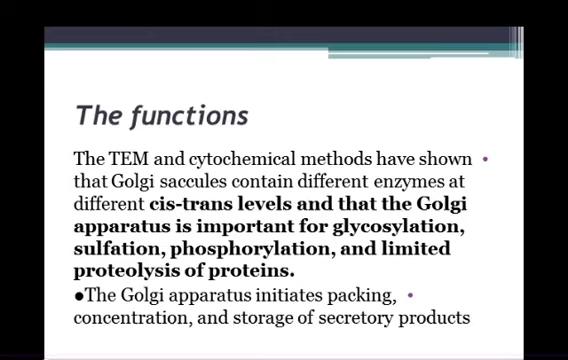 The functions
The TEM and cytochemical methods have shown •
that Golgi saccules contain different enzymes at
different cis-trans levels and that the Golgi
apparatus is important for glycosylation,
sulfation, phosphorylation, and limited
proteolysis of proteins.
●The Golgi apparatus initiates packing, •
concentration, and storage of secretory products